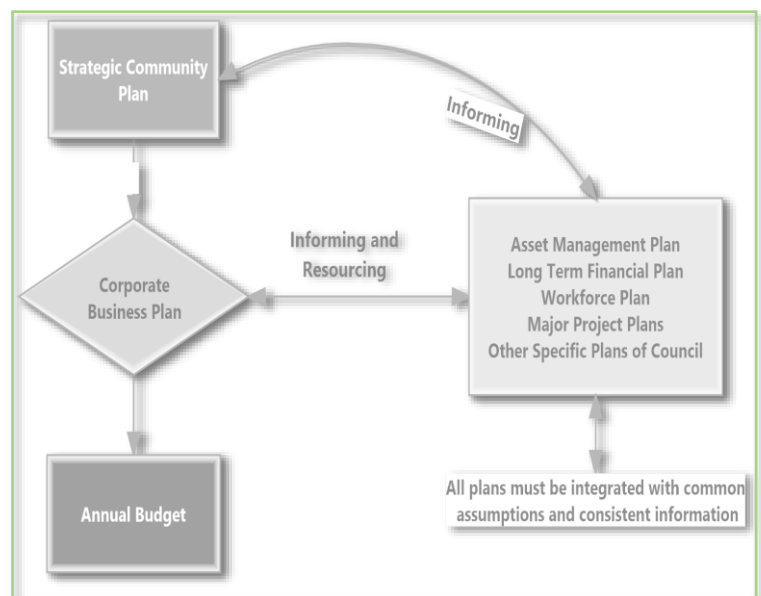 Strategic Community
Plan
Informing
Informing and
Resourcing
Corporate
Business Plan
Asset Management Plan
Long Term Financial Plan
Workforce Plan
Major Project Plans
Other Specific Plans of Council
Annual Budget
All plans must be integrated with common
assumptions and consistent information